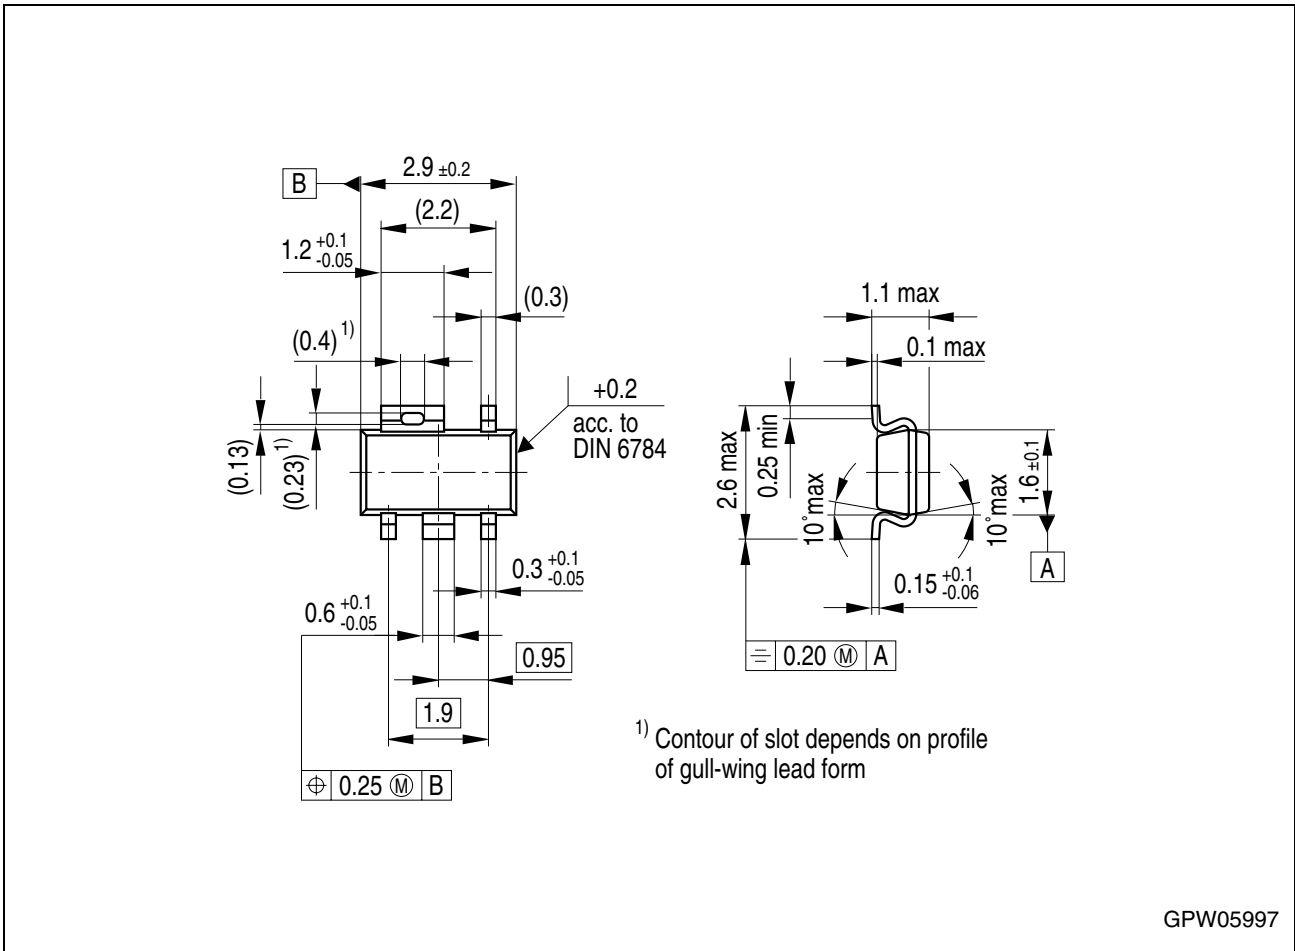 B
2.9 ±0.2
(2.2)
1.2 +0.1 -0.05
(0.3)
(0.4) 1)
+0.2
acc. to
DIN 6784
(0.13)
(0.23) 1)
0.3 +0.1 -0.05
0.6 +0.1 -0.05
0.95
1.9
⌖ 0.25 Ⓜ B
1.1 max
0.1 max
2.6 max
0.25 min
10° max
10° max
1.6 ±0.1
A
0.15 +0.1 -0.06
⌯ 0.20 Ⓜ A
1) Contour of slot depends on profile
of gull-wing lead form
GPW05997